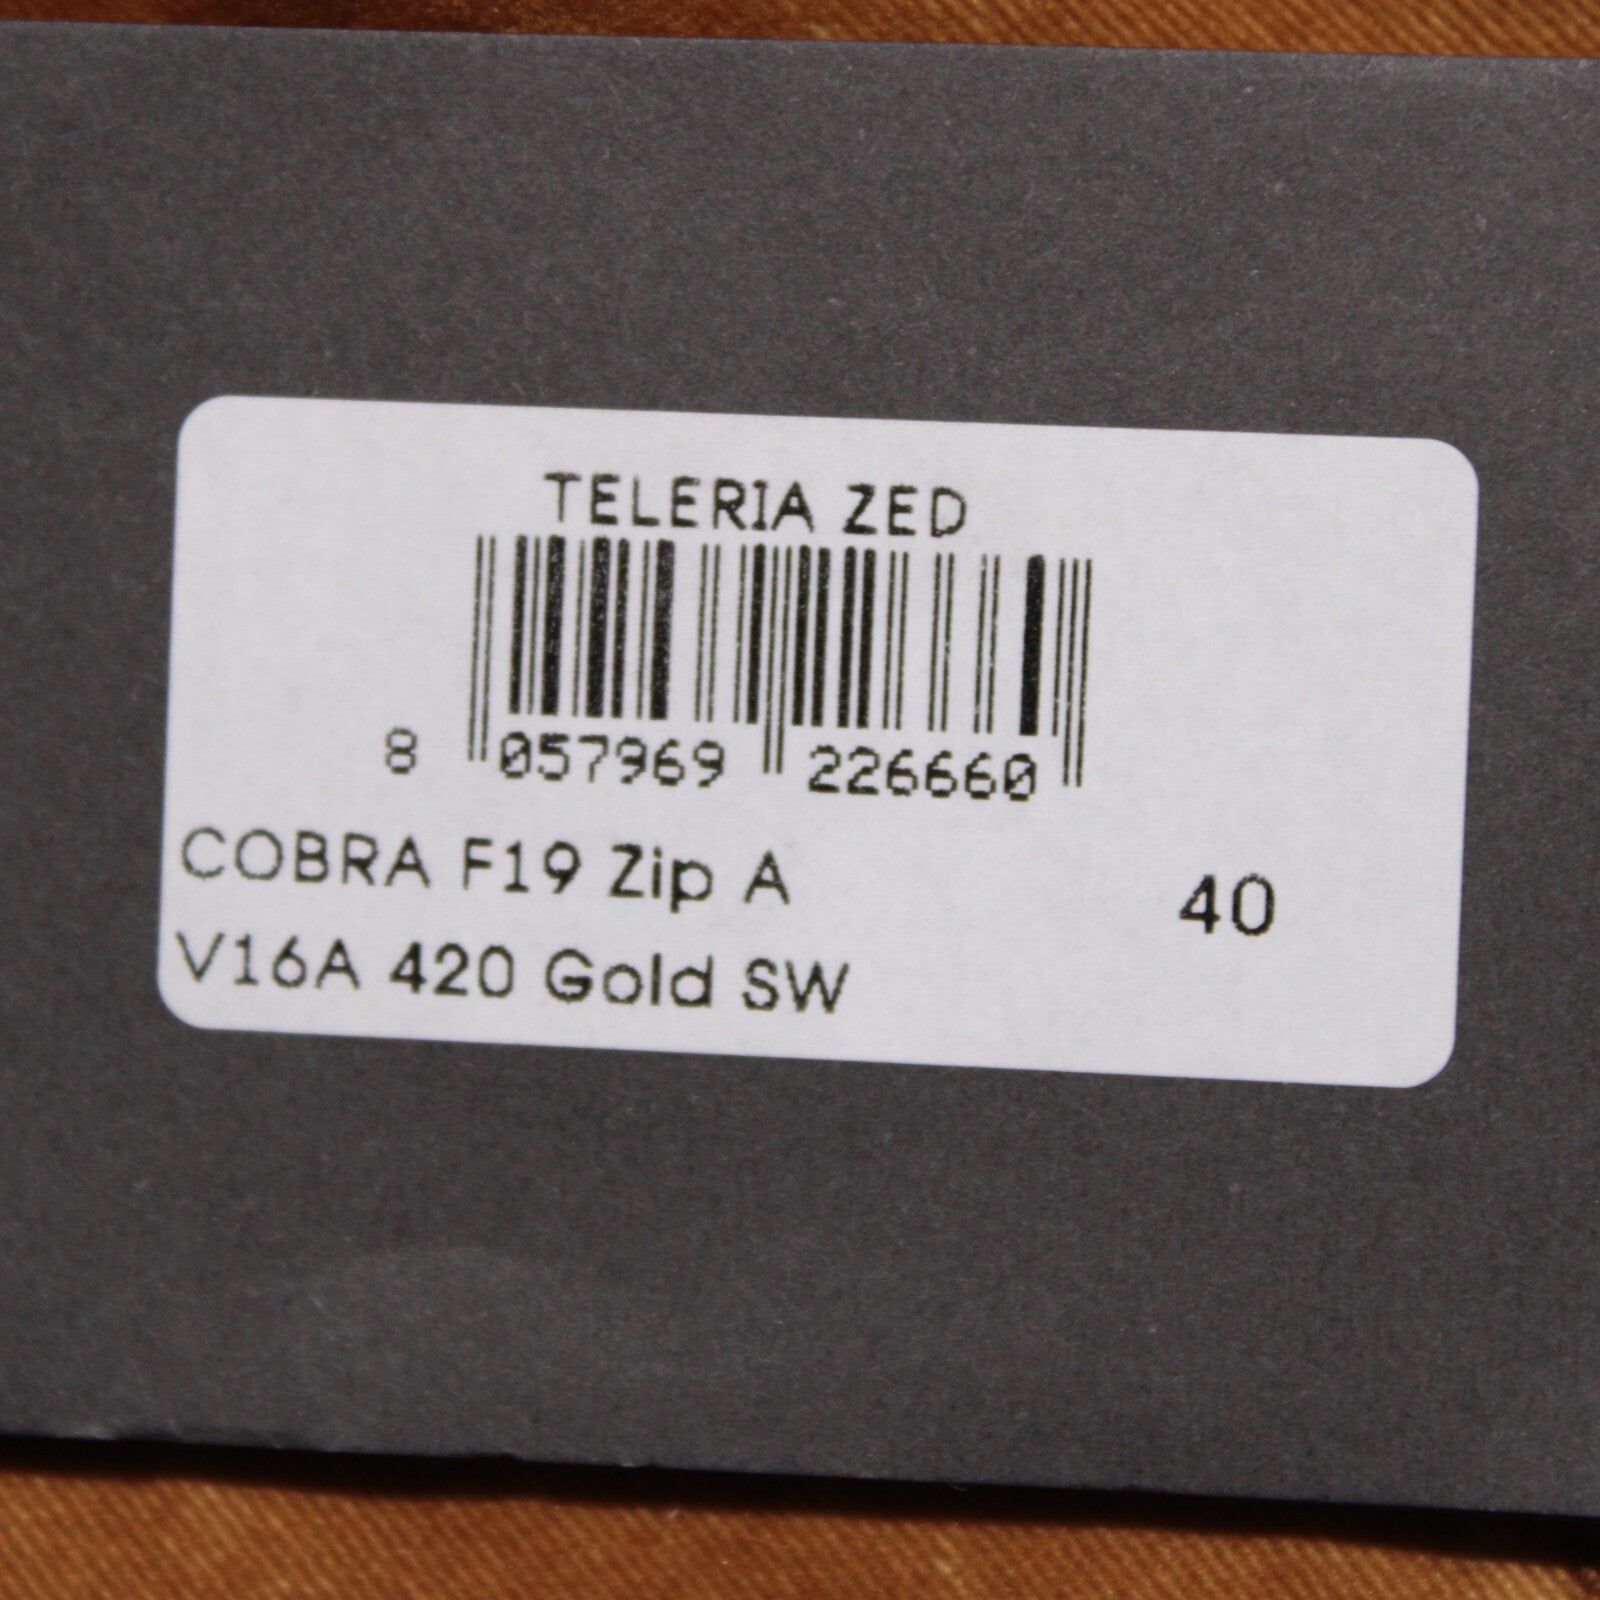 TELERIA ZED
8 057969 226660
COBRA F19 Zip A
40
V16A 420 Gold SW